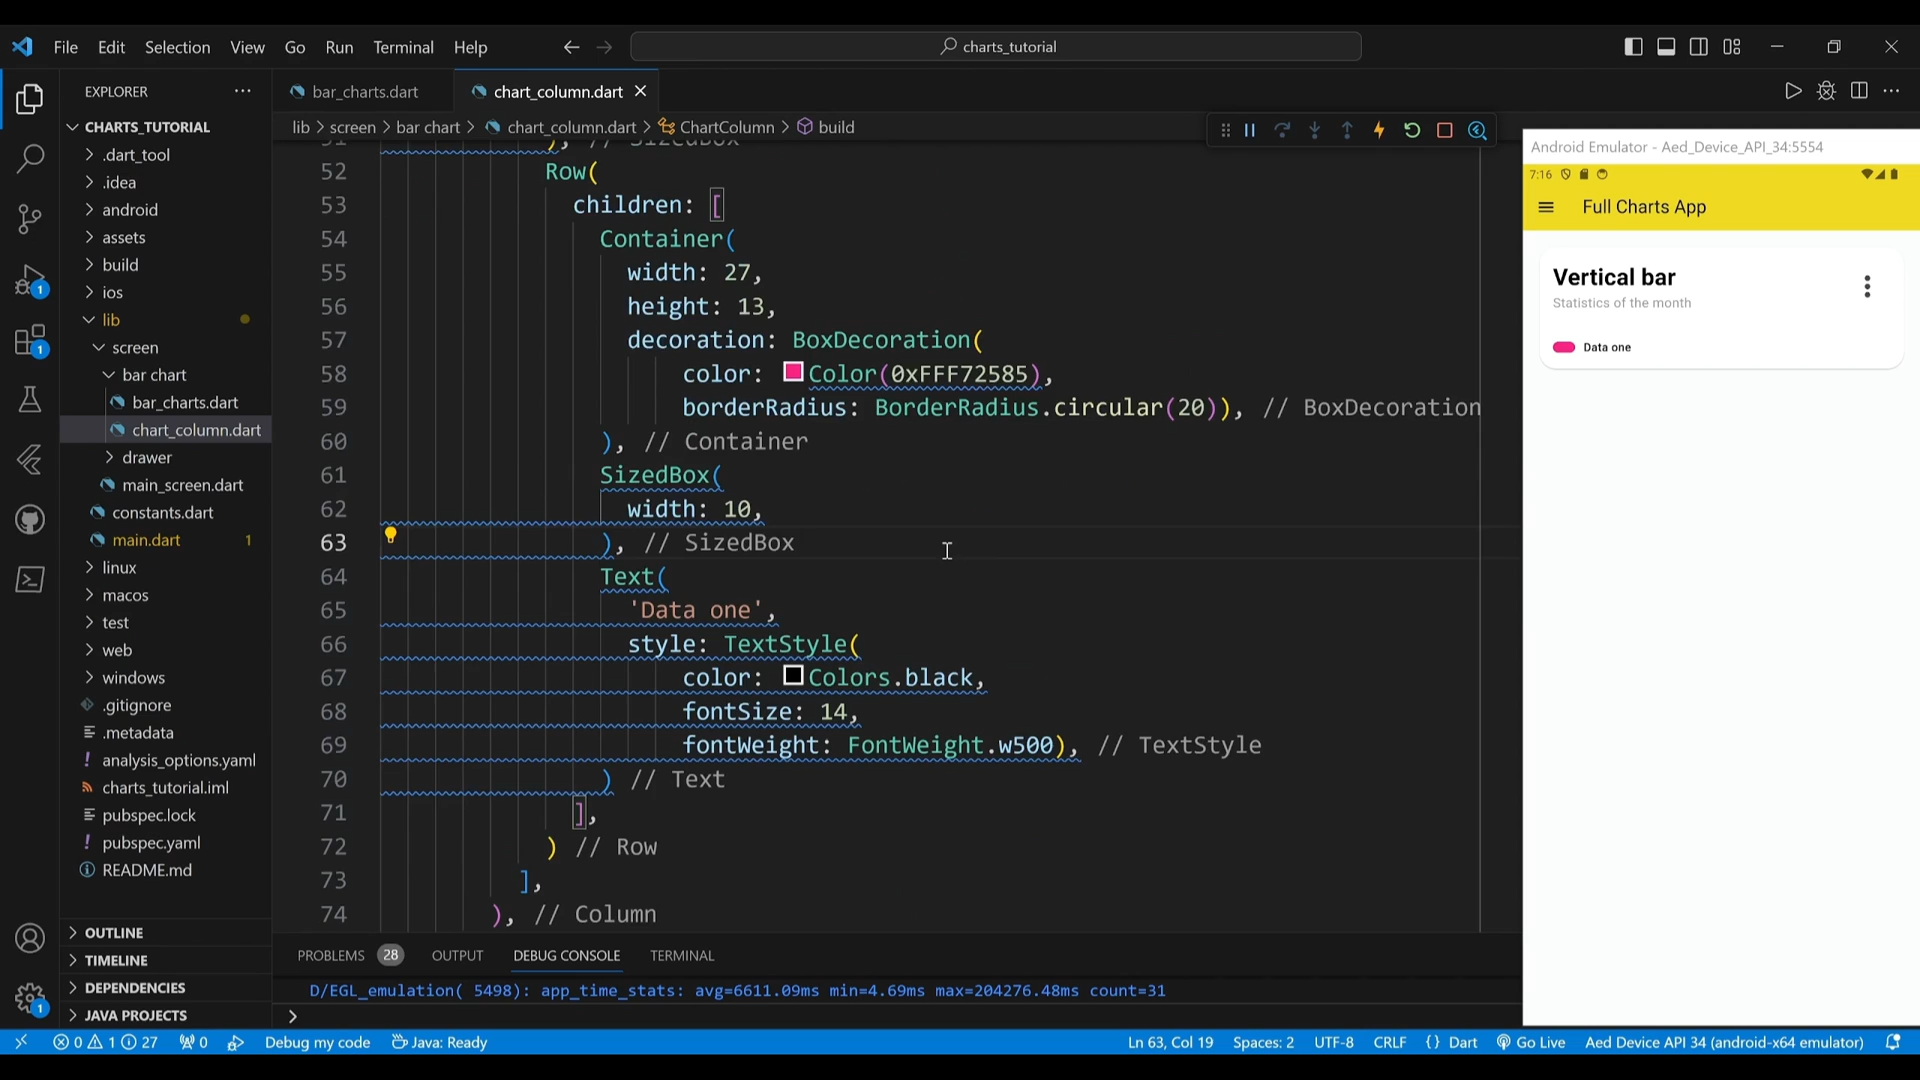 File Edit Selection View Go Run Terminal Help
charts_tutorial
EXPLORER
CHARTS_TUTORIAL
.dart_tool
.idea
android
assets
build
ios
lib
screen
bar chart
bar_charts.dart
chart_column.dart
drawer
main_screen.dart
constants.dart
main.dart 1
linux
macos
test
web
windows
.gitignore
.metadata
analysis_options.yaml
charts_tutorial.iml
pubspec.lock
pubspec.yaml
README.md
OUTLINE
TIMELINE
DEPENDENCIES
JAVA PROJECTS
1
1
1
bar_charts.dart chart_column.dart
lib > screen > bar chart > chart_column.dart > ChartColumn > build
51 ), // SizedBox
52 Row(
53 children: [
54 Container(
55 width: 27,
56 height: 13,
57 decoration: BoxDecoration(
58 color: Color(0xFFF72585),
59 borderRadius: BorderRadius.circular(20)), // BoxDecoration
60 ), // Container
61 SizedBox(
62 width: 10,
63 ), // SizedBox
64 Text(
65 'Data one',
66 style: TextStyle(
67 color: Colors.black,
68 fontSize: 14,
69 fontWeight: FontWeight.w500), // TextStyle
70 ) // Text
71 ],
72 ) // Row
73 ],
74 ), // Column
PROBLEMS 28 OUTPUT DEBUG CONSOLE TERMINAL
D/EGL_emulation( 5498): app_time_stats: avg=6611.09ms min=4.69ms max=204276.48ms count=31
>
Android Emulator - Aed_Device_API_34:5554
7:16
Full Charts App
Vertical bar
Statistics of the month
Data one
0 1 27 0 Debug my code Java: Ready Ln 63, Col 19 Spaces: 2 UTF-8 CRLF {} Dart Go Live Aed Device API 34 (android-x64 emulator)